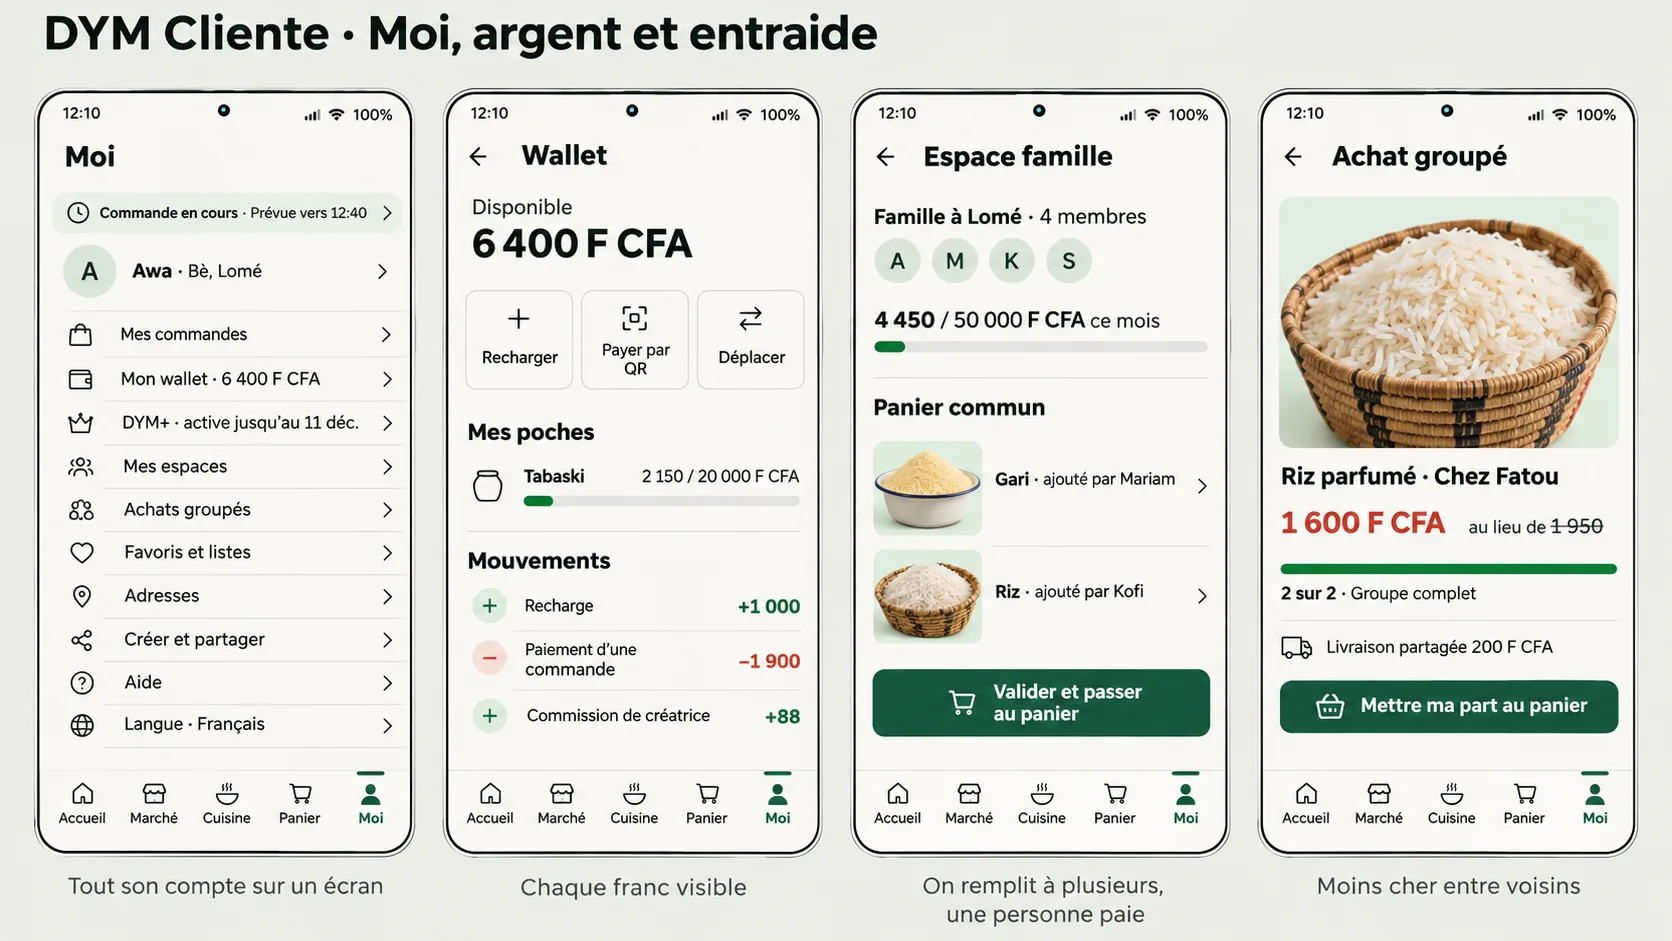 DYM Cliente · Moi, argent et entraide
12:10
100%
Moi
Commande en cours · Prévue vers 12:40
A
Awa · Bè, Lomé
Mes commandes
Mon wallet · 6 400 F CFA
DYM+ · active jusqu’au 11 déc.
Mes espaces
Achats groupés
Favoris et listes
Adresses
Créer et partager
Aide
Langue · Français
Accueil
Marché
Cuisine
Panier
Moi
Tout son compte sur un écran
12:10
100%
Wallet
Disponible
6 400 F CFA
Recharger
Payer par
QR
Déplacer
Mes poches
Tabaski
2 150 / 20 000 F CFA
Mouvements
Recharge
+1 000
Paiement d’une
commande
−1 900
Commission de créatrice
+88
Accueil
Marché
Cuisine
Panier
Moi
Chaque franc visible
12:10
100%
Espace famille
Famille à Lomé · 4 membres
A M K S
4 450 / 50 000 F CFA ce mois
Panier commun
Gari · ajouté par Mariam
Riz · ajouté par Kofi
Valider et passer
au panier
Accueil
Marché
Cuisine
Panier
Moi
On remplit à plusieurs,
une personne paie
12:10
100%
Achat groupé
Riz parfumé · Chez Fatou
1 600 F CFA au lieu de 1 950
2 sur 2 · Groupe complet
Livraison partagée 200 F CFA
Mettre ma part au panier
Accueil
Marché
Cuisine
Panier
Moi
Moins cher entre voisins